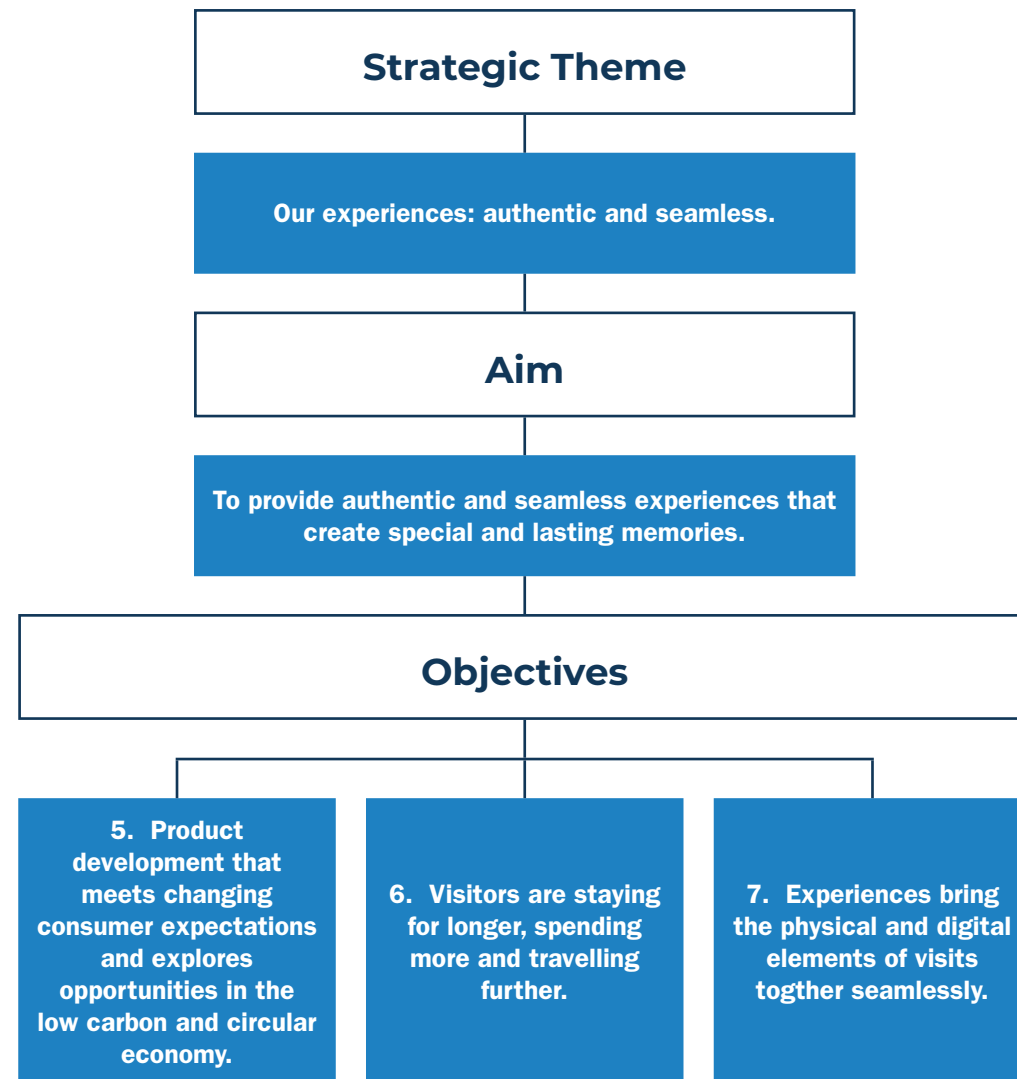 Strategic Theme
Our experiences: authentic and seamless.
Aim
To provide authentic and seamless experiences that
create special and lasting memories.
Objectives
5. Product
development that
meets changing
consumer expectations
and explores
opportunities in the
low carbon and circular
economy.
6. Visitors are staying
for longer, spending
more and travelling
further.
7. Experiences bring
the physical and digital
elements of visits
togther seamlessly.